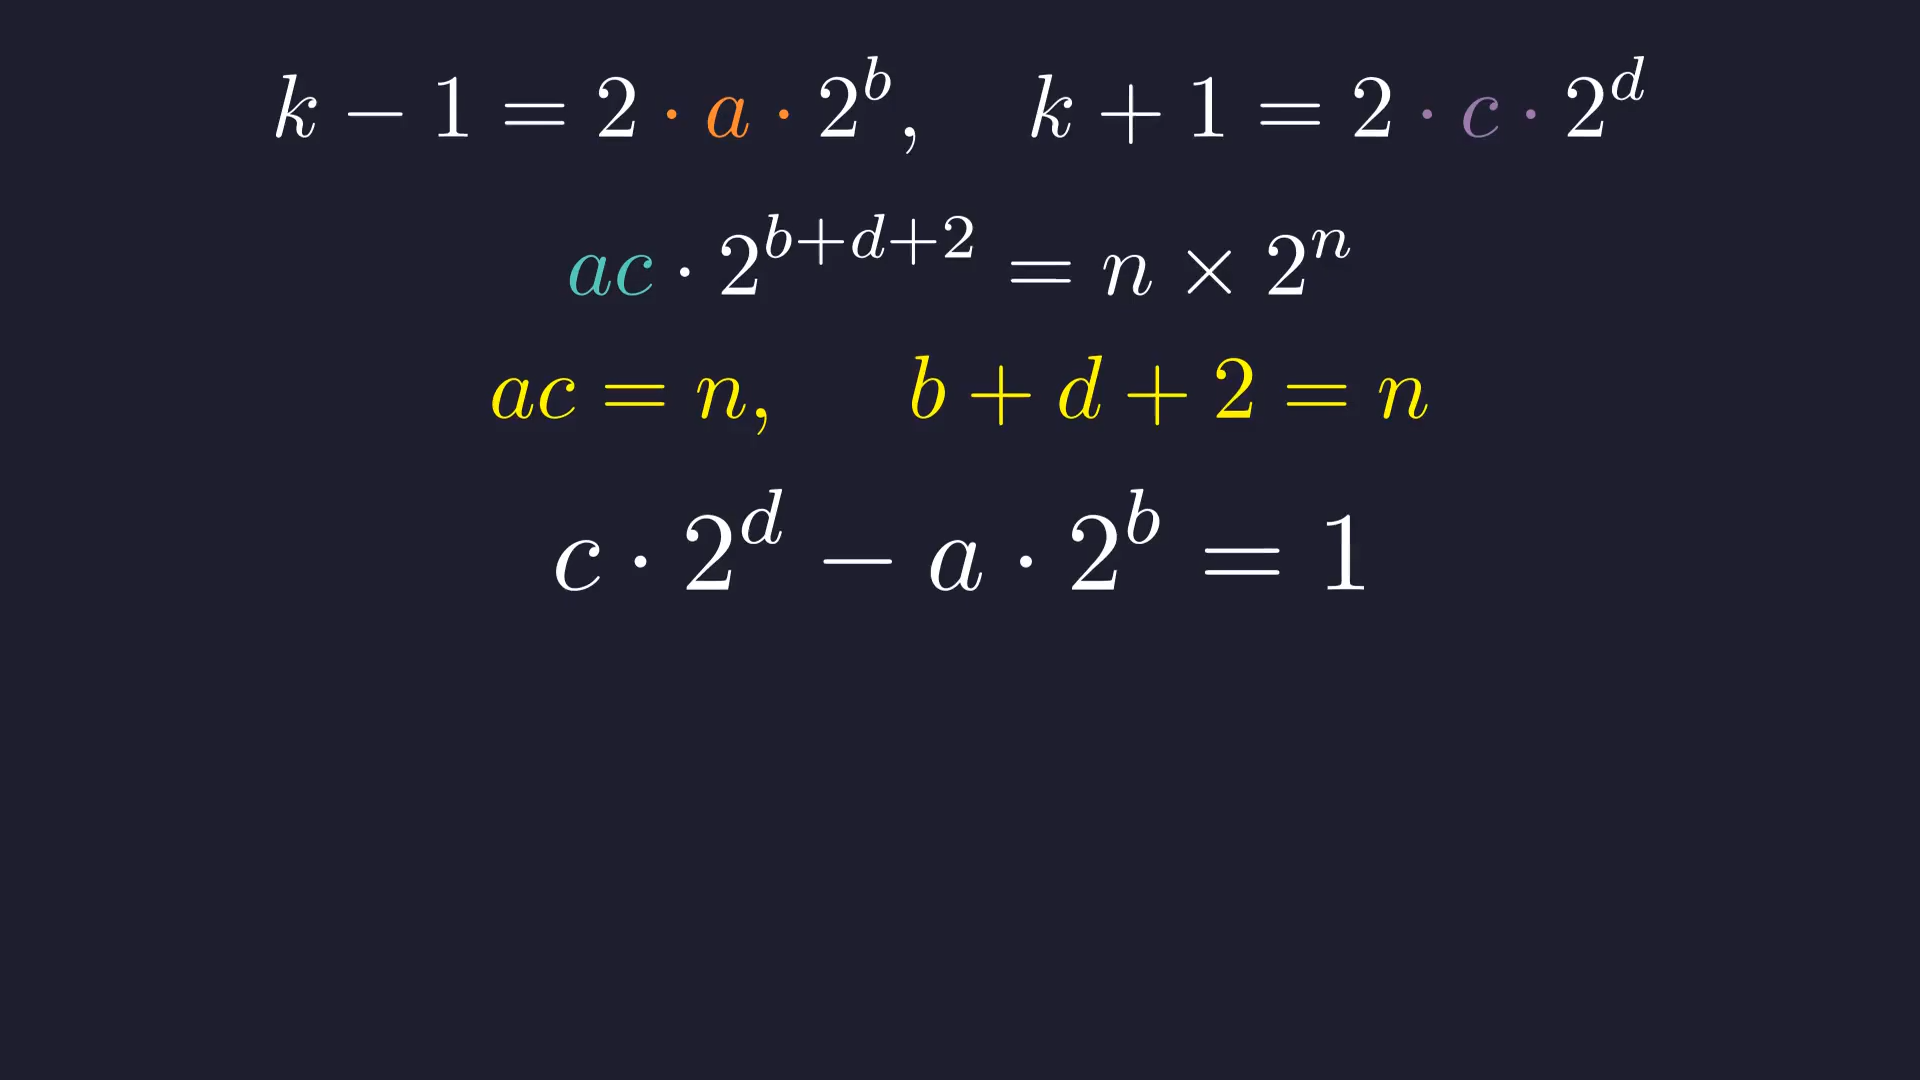 k − 1 = 2 · a · 2^b, k + 1 = 2 · c · 2^d
ac · 2^{b+d+2} = n × 2^n
ac = n, b + d + 2 = n
c · 2^d − a · 2^b = 1